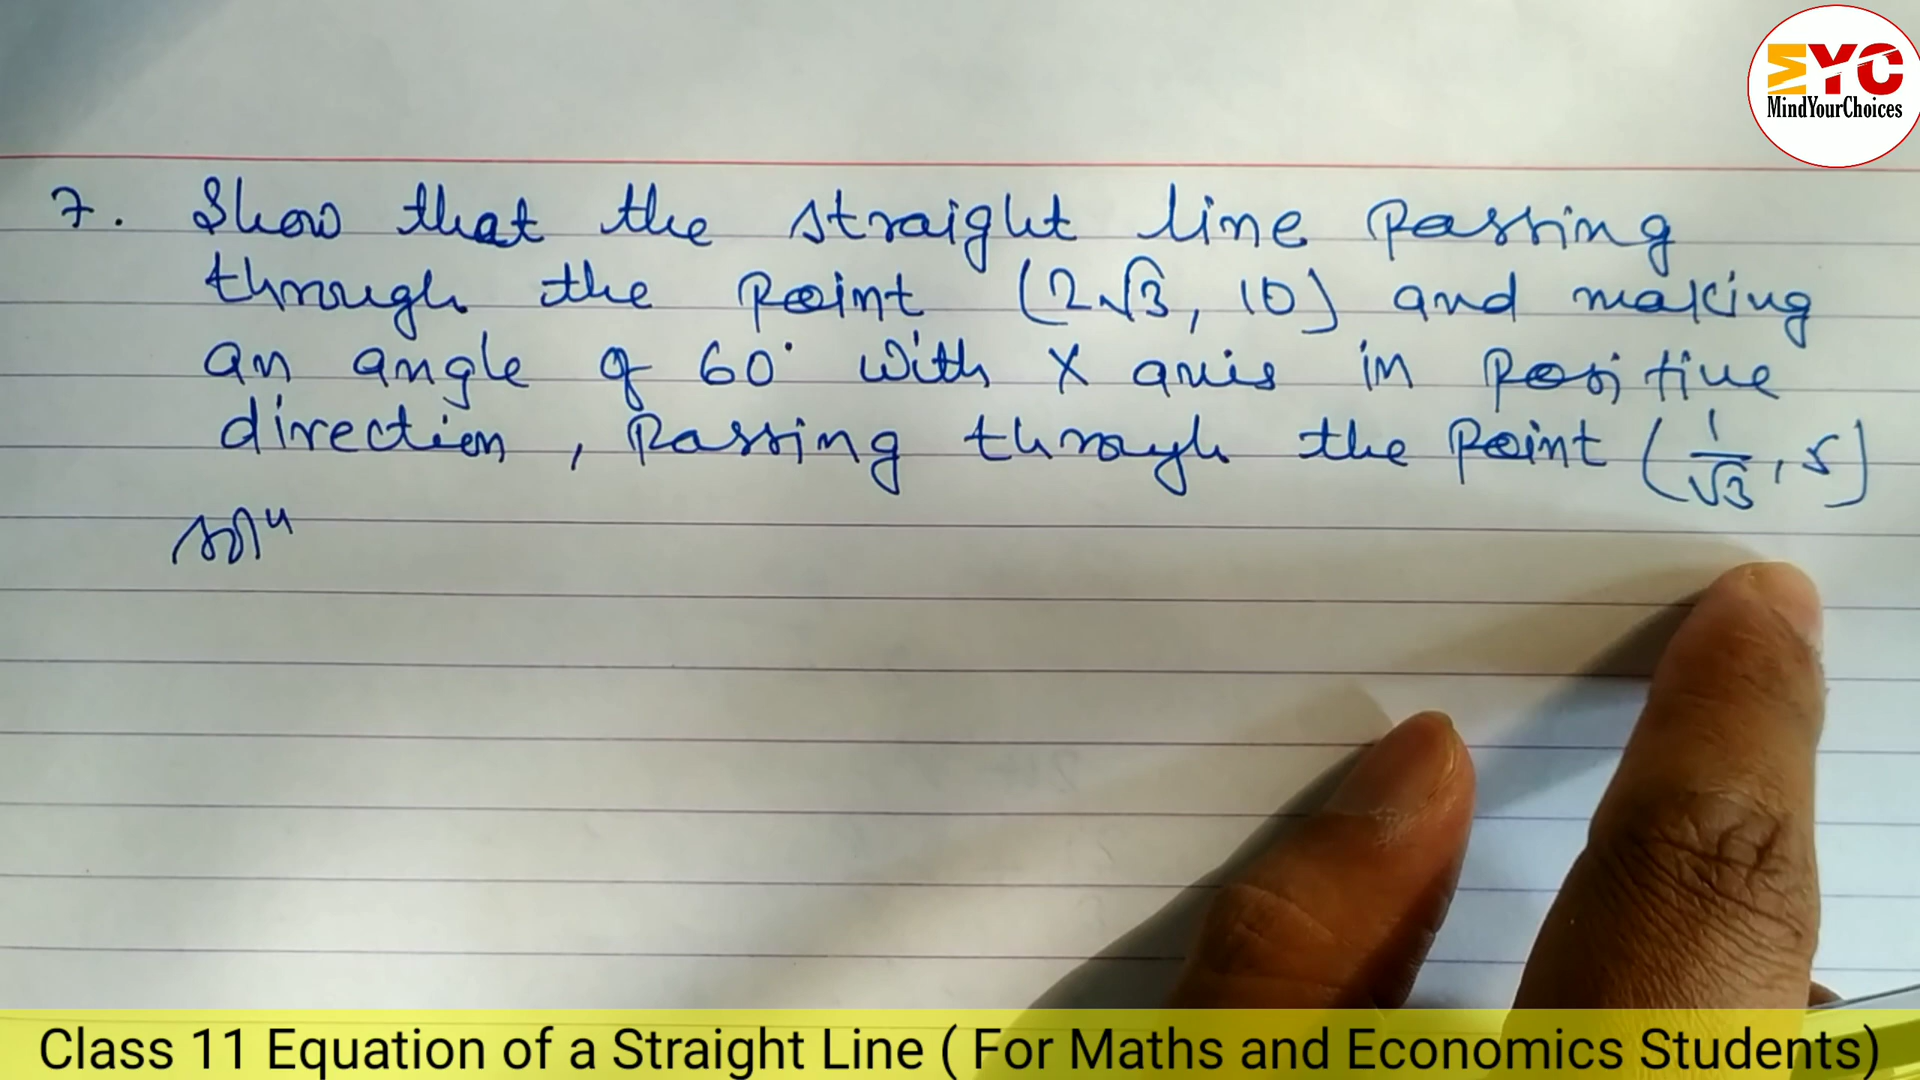 MYC
MindYourChoices
7. Show that the straight line passing
through the point (2√3, 10) and making
an angle of 60° with X axis in positive
direction, passing through the point (1/√3, 5)
Solⁿ
Class 11 Equation of a Straight Line ( For Maths and Economics Students)